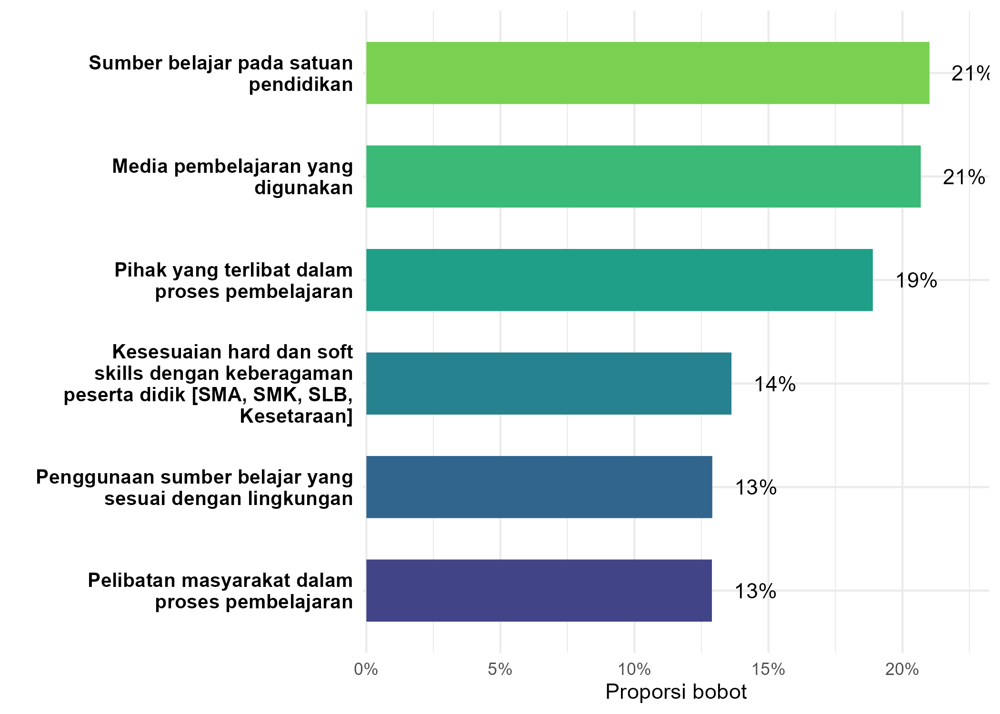 Sumber belajar pada satuan
pendidikan
21%
Media pembelajaran yang
digunakan
21%
Pihak yang terlibat dalam
proses pembelajaran
19%
Kesesuaian hard dan soft
skills dengan keberagaman
peserta didik [SMA, SMK, SLB,
Kesetaraan]
14%
Penggunaan sumber belajar yang
sesuai dengan lingkungan
13%
Pelibatan masyarakat dalam
proses pembelajaran
13%
0% 5% 10% 15% 20%
Proporsi bobot